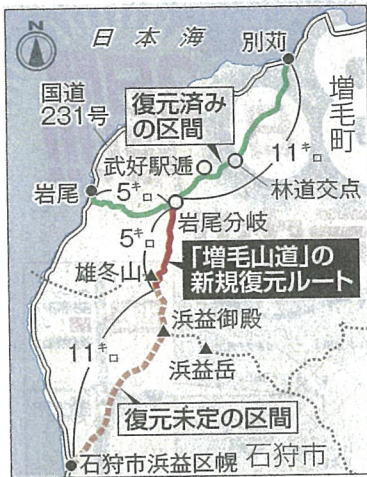 N
日本海
別苅
国道
231号
復元済み
の区間
増毛町
武好駅逓
11キロ
林道交点
岩尾
5キロ
岩尾分岐
5キロ
「増毛山道」の
新規復元ルート
雄冬山
浜益御殿
11キロ
浜益岳
復元未定の区間
石狩市浜益区幌
石狩市